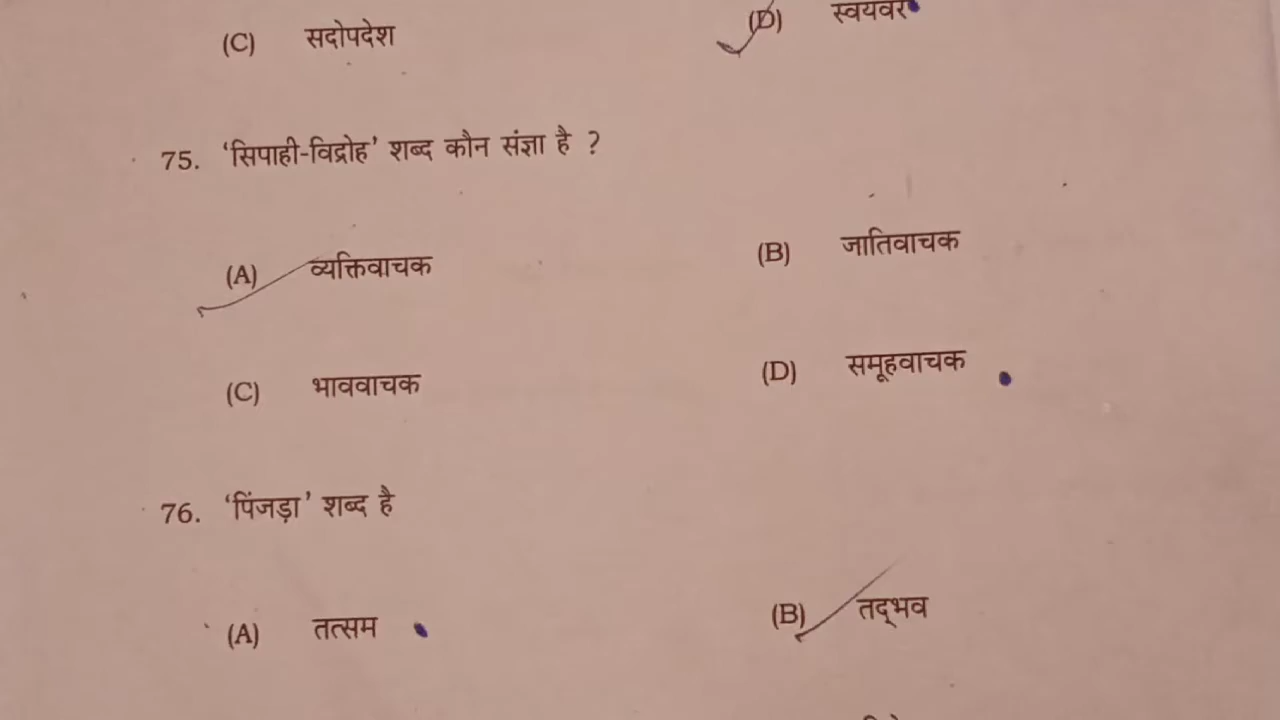 (C) सदोपदेश (D) स्वयंवर
75. ‘सिपाही-विद्रोह’ शब्द कौन संज्ञा है ?
(A) व्यक्तिवाचक (B) जातिवाचक
(C) भाववाचक (D) समूहवाचक
76. ‘पिंजड़ा’ शब्द है
(A) तत्सम (B) तद्भव